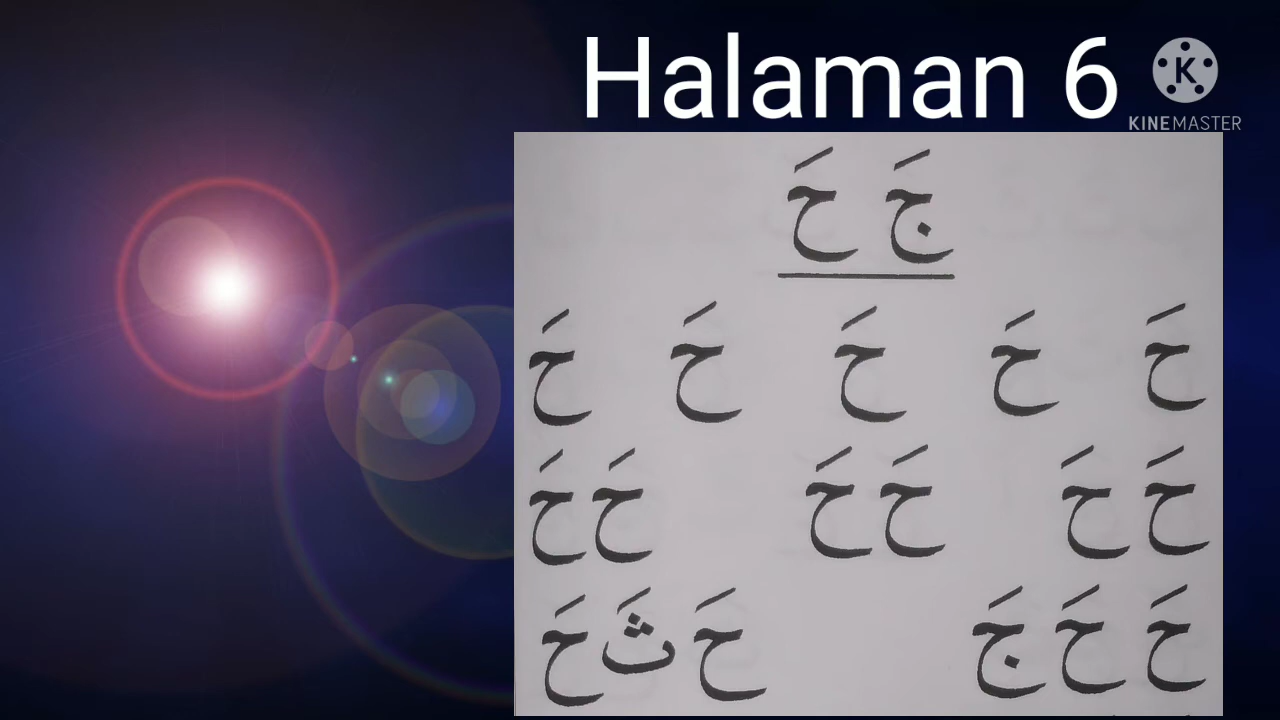 Halaman 6
KINEMASTER
جَ حَ
حَ حَ حَ حَ حَ
حَ حَ حَ حَ حَ حَ
حَ حَ جَ حَ ثَ حَ